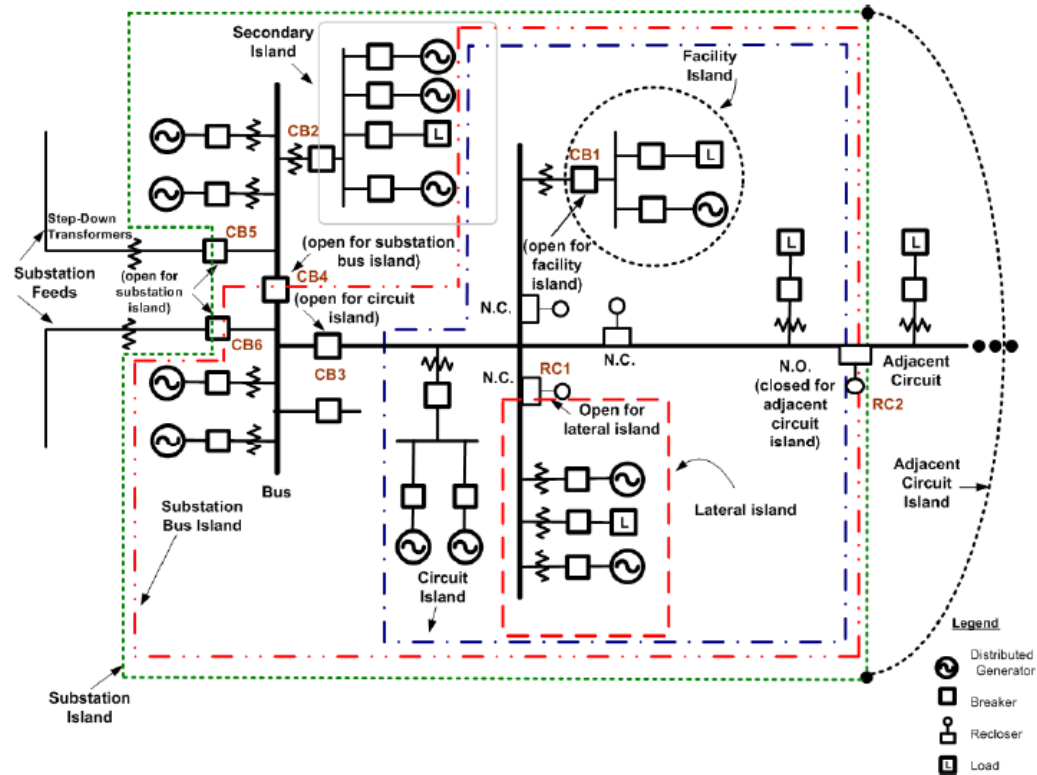 Secondary
Island
Facility
Island
CB2
L
CB1
L
Step-Down
Transformers
CB5
(open for substation
bus island)
(open for
facility
island)
L
L
Substation
Feeds
(open for
substation
island)
CB4
(open for circuit
island)
N.C.
CB6
CB3
N.C.
RC1
N.C.
N.O.
(closed for
adjacent
circuit
island)
Adjacent
Circuit
RC2
Open for
lateral island
Bus
Substation
Bus Island
Adjacent
Circuit
Island
Lateral island
L
Circuit
Island
Legend
Distributed
Generator
Breaker
Recloser
L
Load
Substation
Island